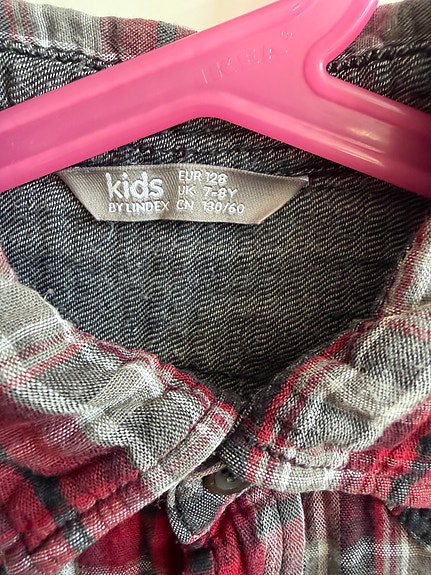 kids
BY LINDEX
EUR 128
UK 7-8Y
CN 130/60